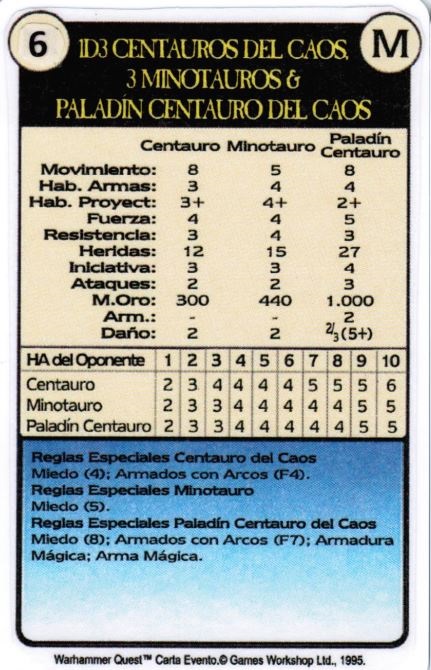 6
M
1D3 CENTAUROS DEL CAOS,
3 MINOTAUROS &
PALADÍN CENTAURO DEL CAOS
Centauro Minotauro Paladín Centauro
Movimiento: 8 5 8
Hab. Armas: 3 4 4
Hab. Proyect: 3+ 4+ 2+
Fuerza: 4 4 5
Resistencia: 3 4 3
Heridas: 12 15 27
Iniciativa: 3 3 4
Ataques: 2 2 3
M.Oro: 300 440 1.000
Arm.: - - 2
Daño: 2 2 2/3 (5+)
HA del Oponente 1 2 3 4 5 6 7 8 9 10
Centauro 2 3 4 4 4 4 5 5 5 6
Minotauro 2 3 3 4 4 4 4 4 5 5
Paladín Centauro 2 3 3 4 4 4 4 4 5 5
Reglas Especiales Centauro del Caos
Miedo (4); Armados con Arcos (F4).
Reglas Especiales Minotauro
Miedo (5).
Reglas Especiales Paladín Centauro del Caos
Miedo (8); Armados con Arcos (F7); Armadura
Mágica; Arma Mágica.
Warhammer Quest™ Carta Evento.© Games Workshop Ltd., 1995.